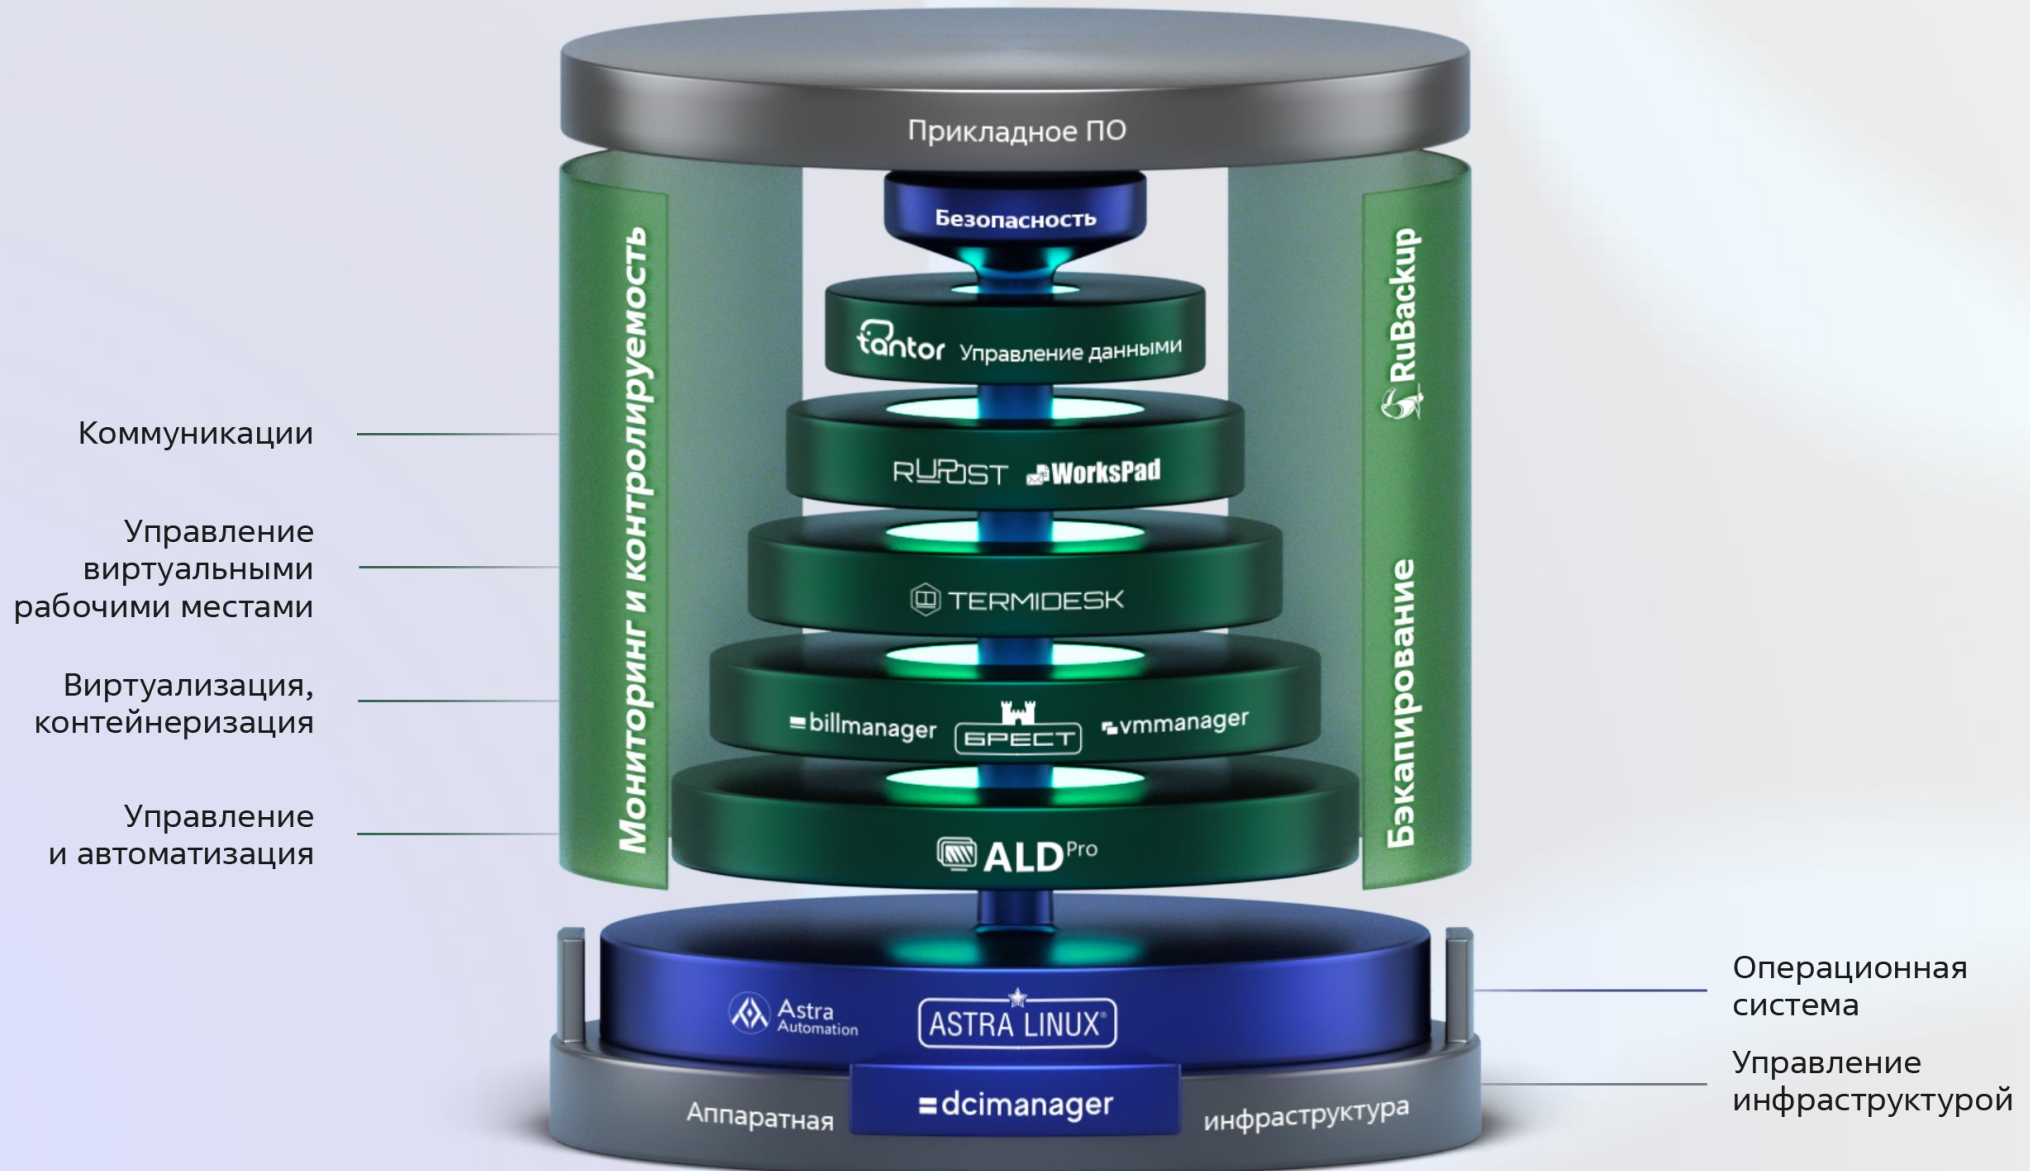 Прикладное ПО
Безопасность
tantor Управление данными
RUPOST WorksPad
TERMIDESK
billmanager БРЕСТ vmmanager
ALD Pro
Astra
Automation
ASTRA LINUX®
dcimanager
Аппаратная инфраструктура
Мониторинг и контролируемость
RuBackup
Бэкапирование
Коммуникации
Управление
виртуальными
рабочими местами
Виртуализация,
контейнеризация
Управление
и автоматизация
Операционная
система
Управление
инфраструктурой